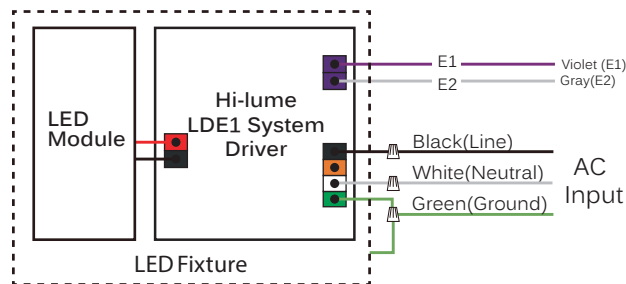 E1
Violet (E1)
E2
Gray(E2)
Hi-lume
LDE1 System
Driver
LED
Module
Black(Line)
White(Neutral)
Green(Ground)
AC
Input
LED Fixture